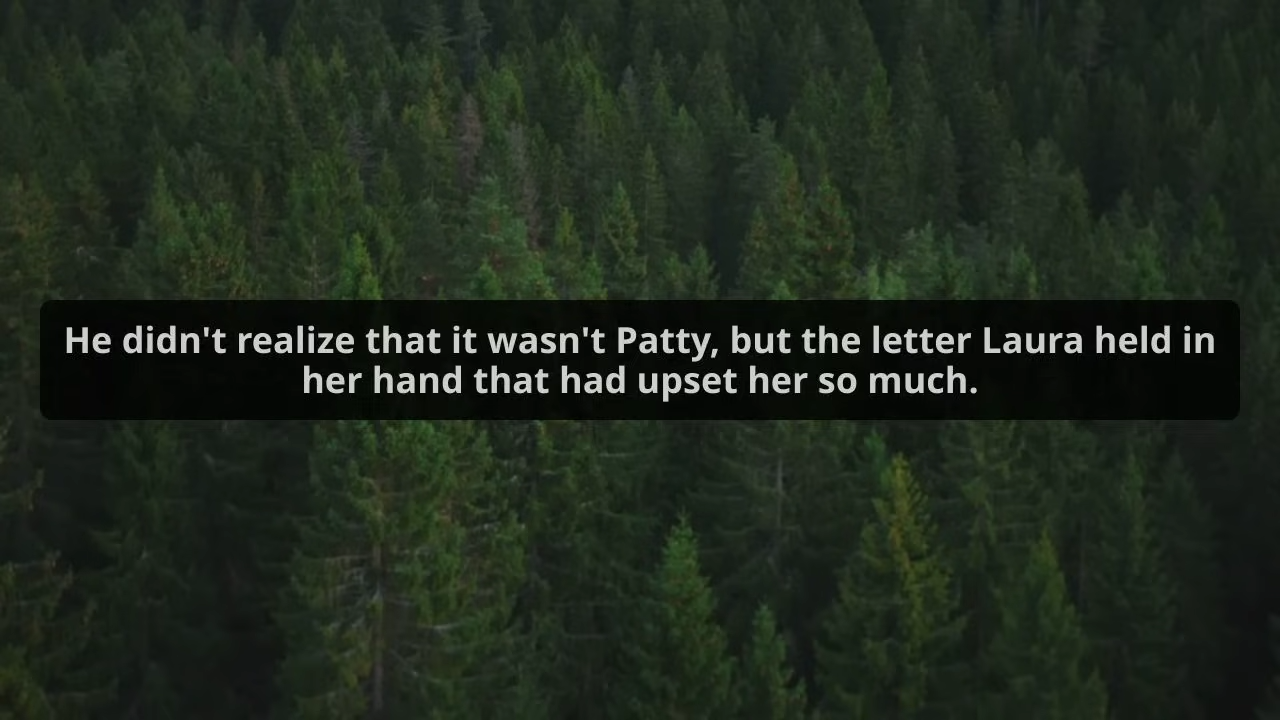 He didn't realize that it wasn't Patty, but the letter Laura held in
her hand that had upset her so much.